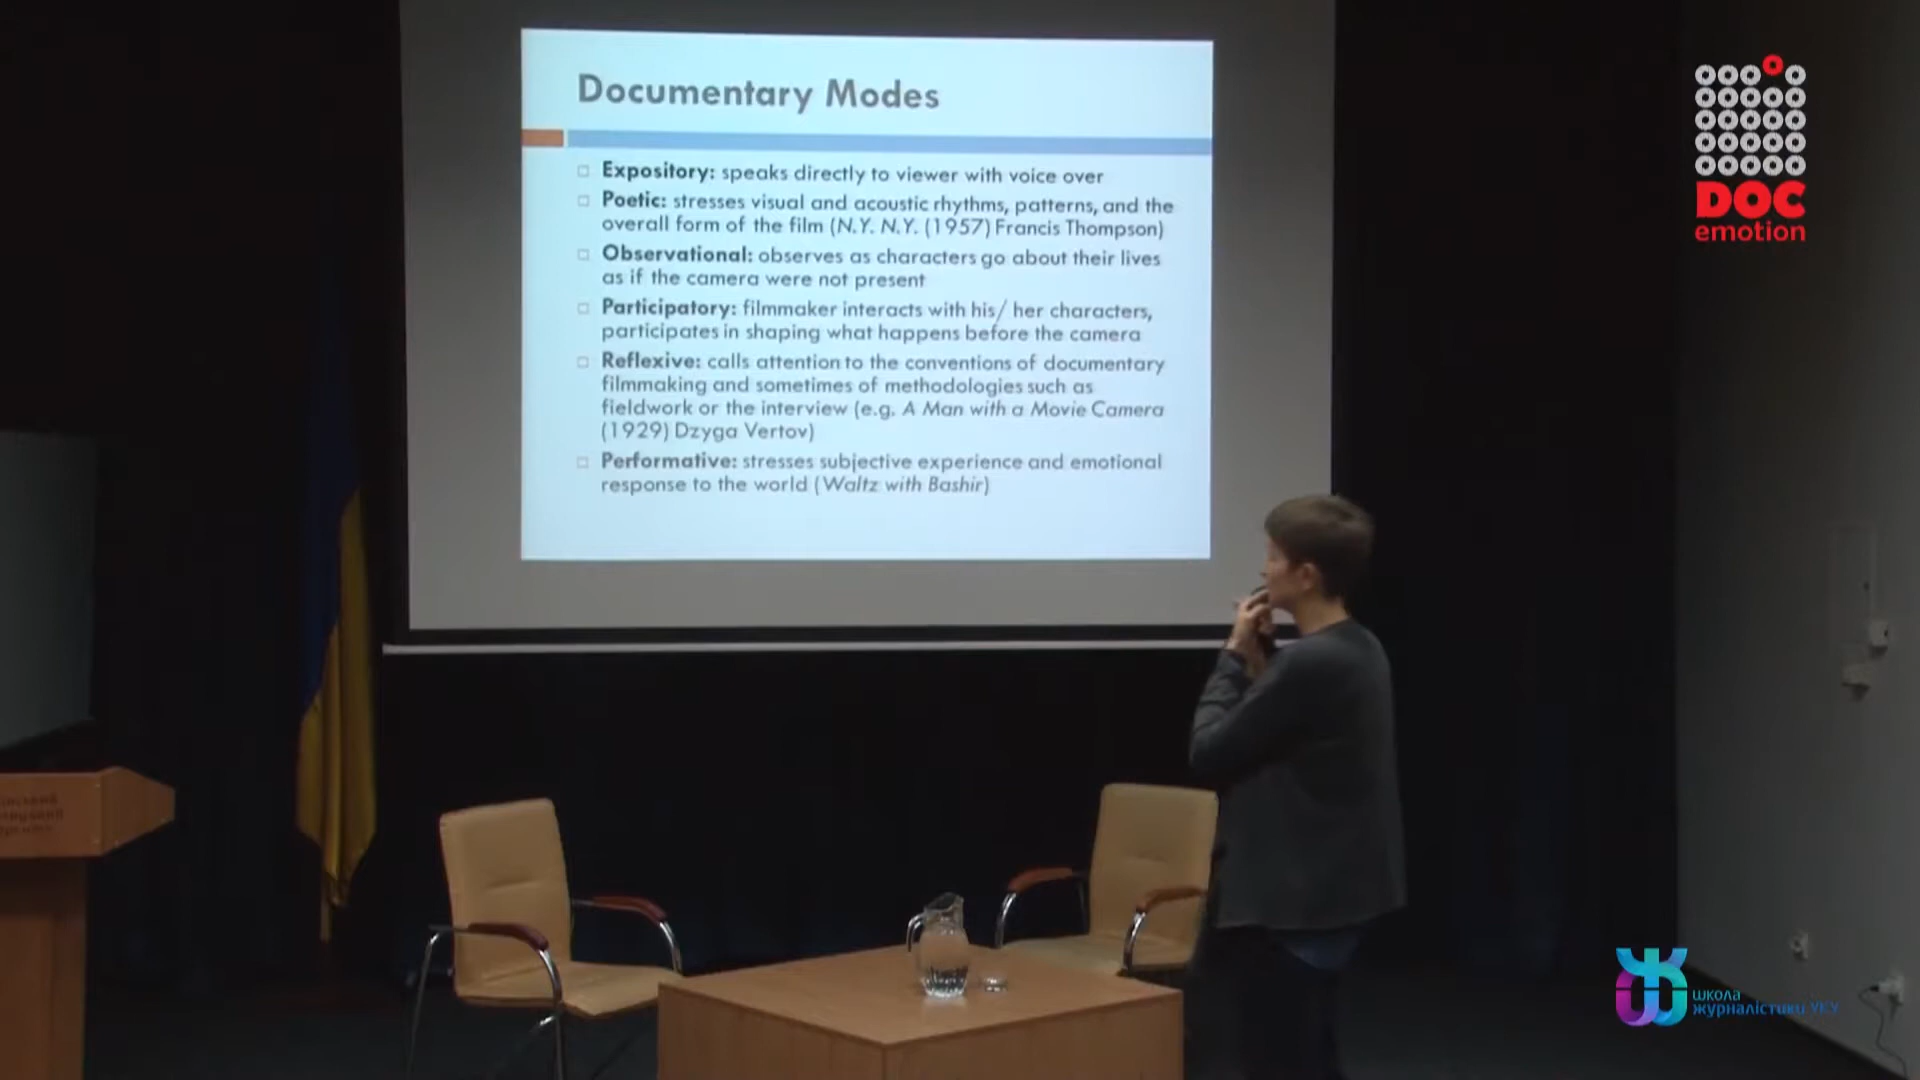 Documentary Modes
Expository: speaks directly to viewer with voice over
Poetic: stresses visual and acoustic rhythms, patterns, and the
overall form of the film (N.Y. N.Y. (1957) Francis Thompson)
Observational: observes as characters go about their lives
as if the camera were not present
Participatory: filmmaker interacts with his/ her characters,
participates in shaping what happens before the camera
Reflexive: calls attention to the conventions of documentary
filmmaking and sometimes of methodologies such as
fieldwork or the interview (e.g. A Man with a Movie Camera
(1929) Dzyga Vertov)
Performative: stresses subjective experience and emotional
response to the world (Waltz with Bashir)
DOC
emotion
школа
журналістики УКУ